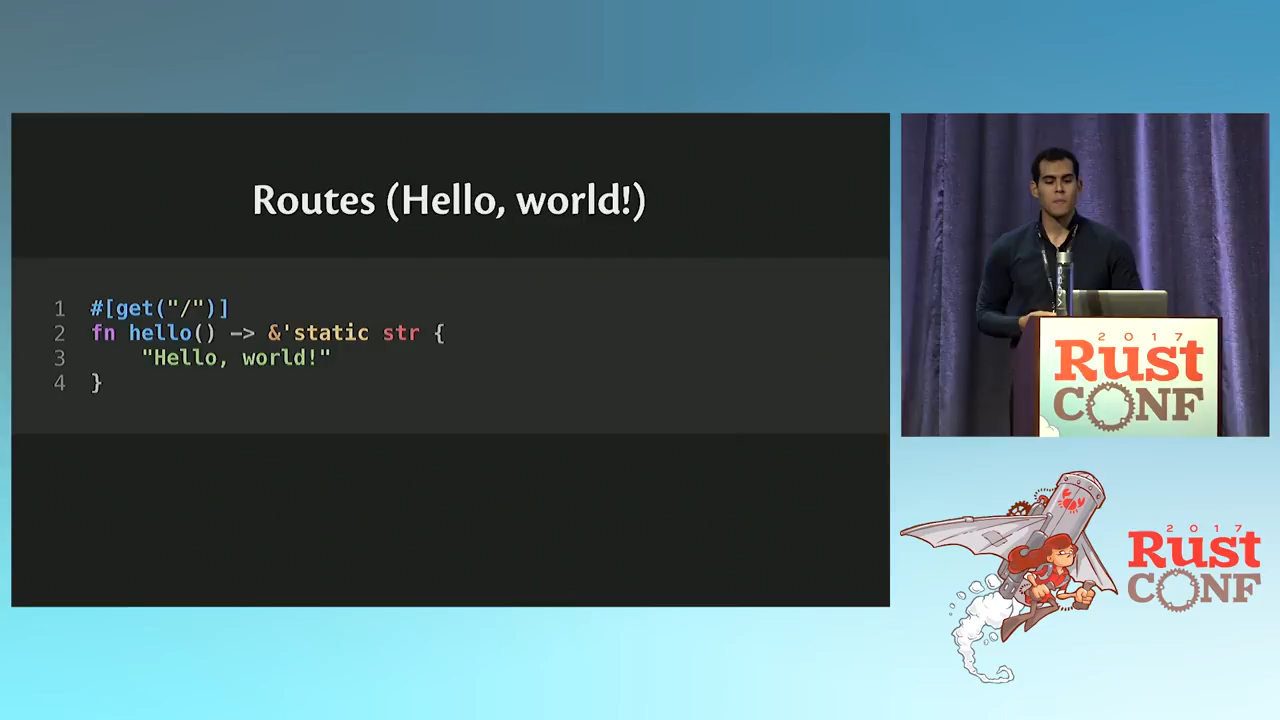 Routes (Hello, world!)
1 #[get("/")]
2 fn hello() -> &'static str {
3     "Hello, world!"
4 }
2017
Rust
CONF
2017
Rust
CONF